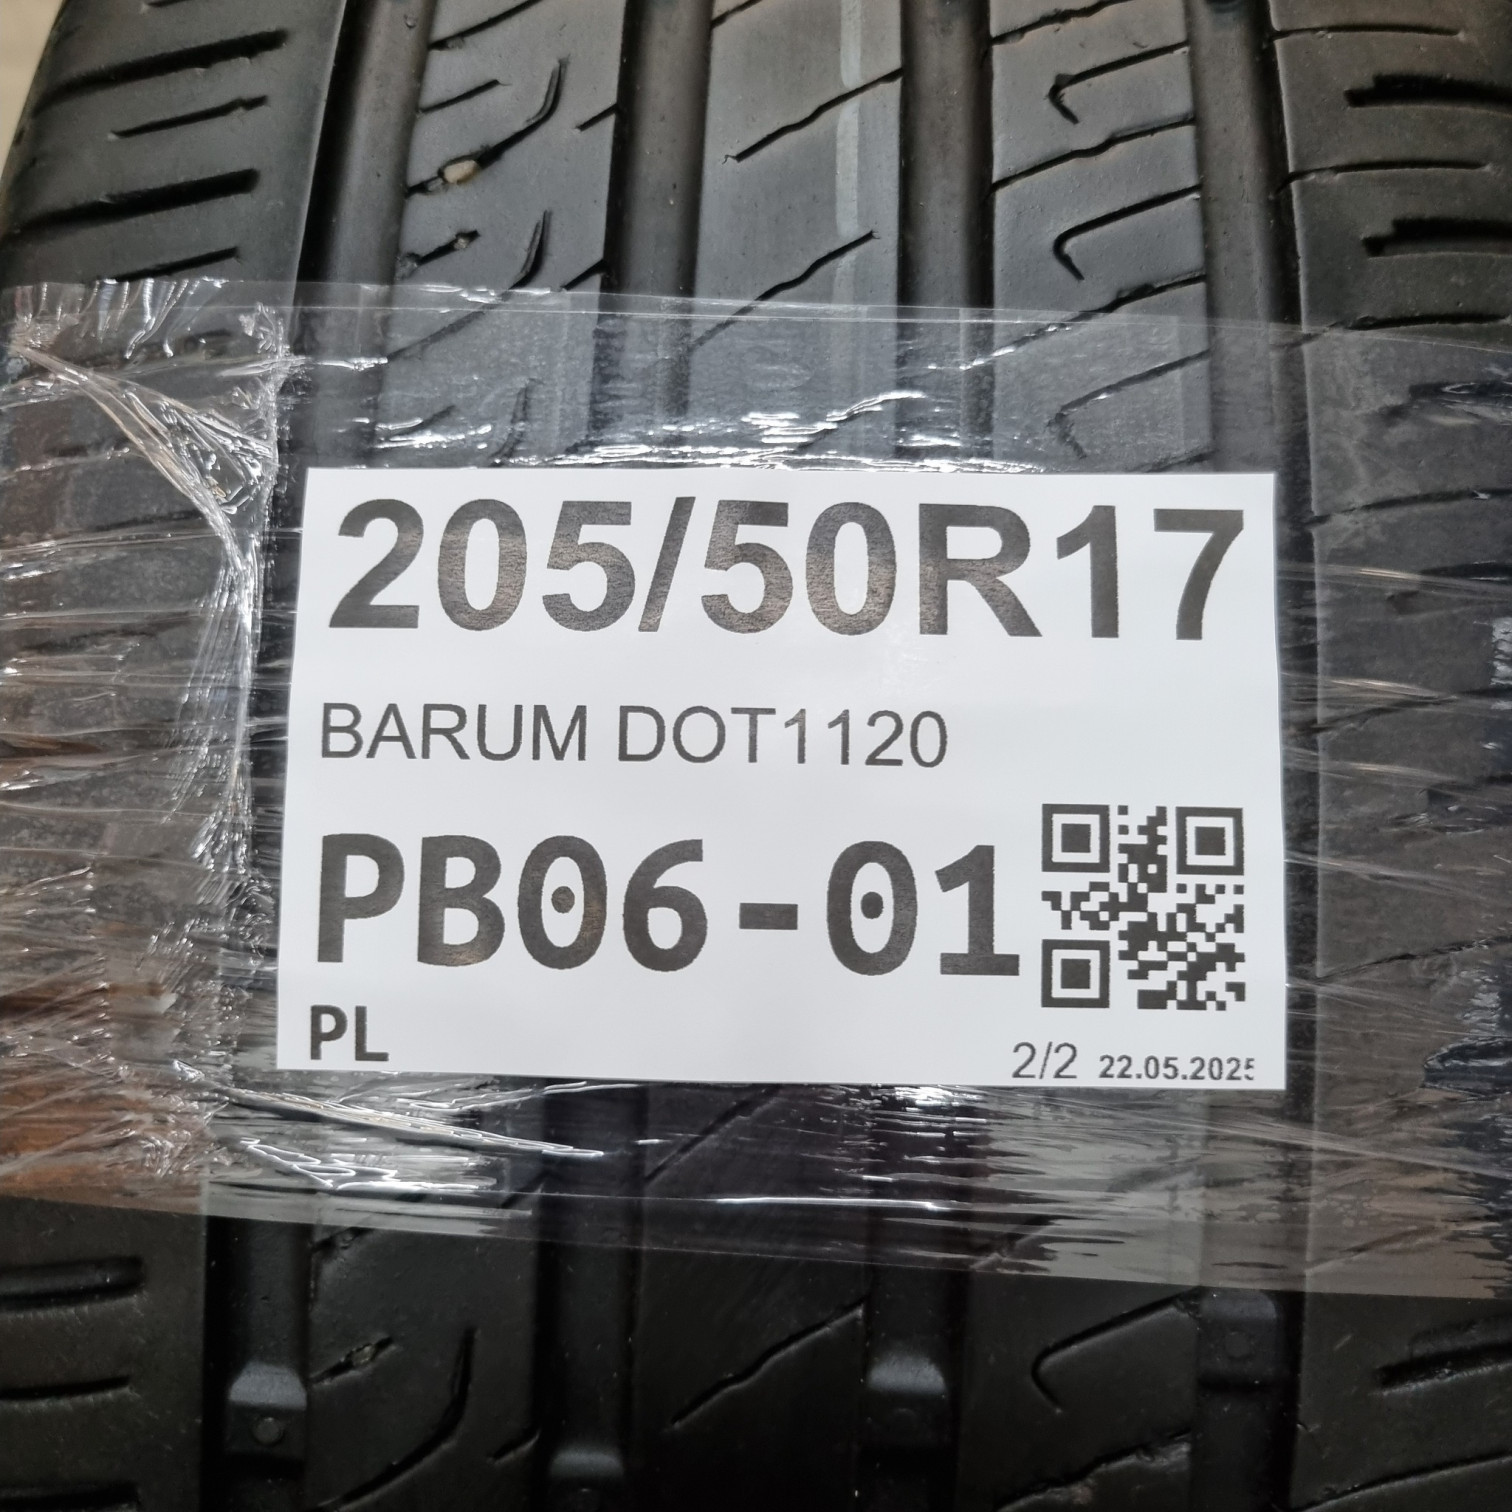 205/50R17
BARUM DOT1120
PB06-01
PL
2/2 22.05.2025